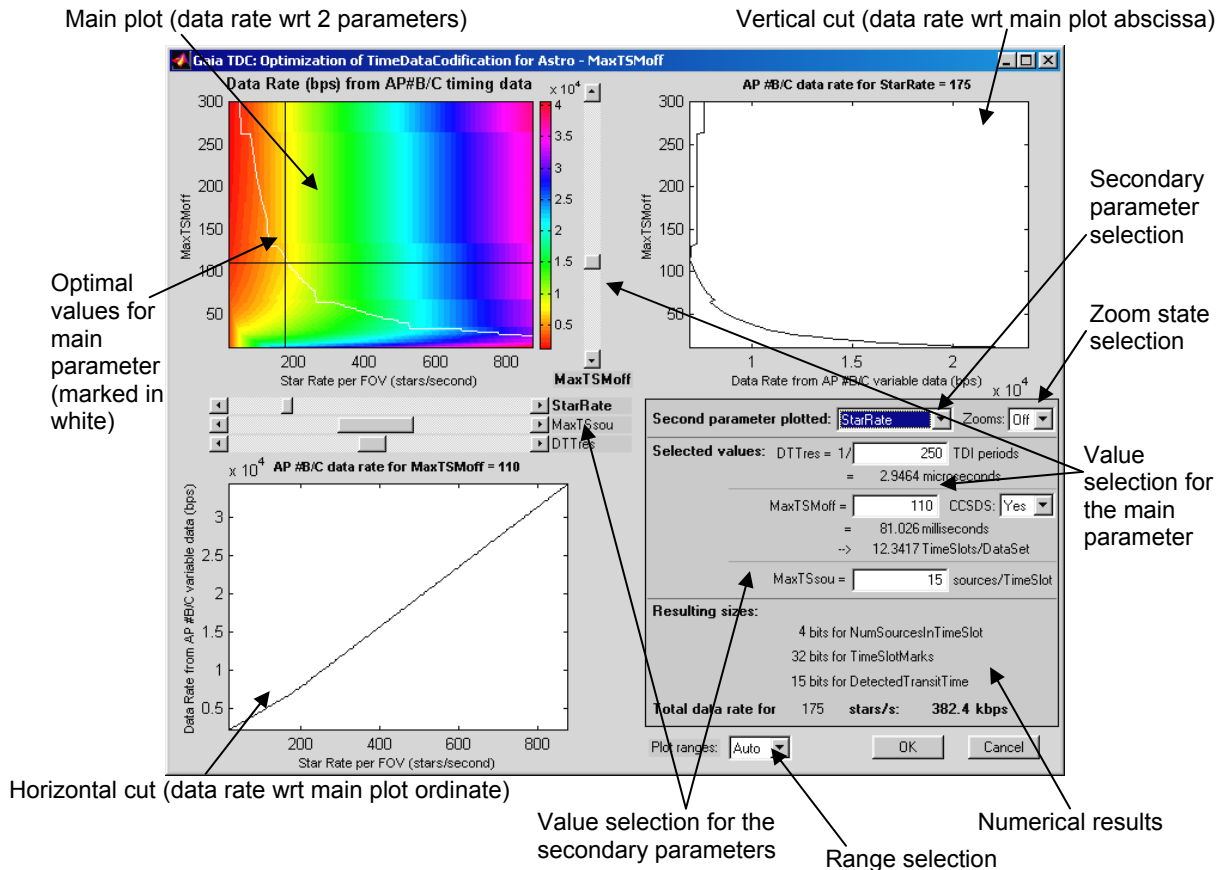 Main plot (data rate wrt 2 parameters)
Vertical cut (data rate wrt main plot abscissa)
Gaia TDC: Optimization of TimeDataCodification for Astro - MaxTSMoff
Data Rate (bps) from AP#B/C timing data
x 10^4
300
250
200
150
100
50
MaxTSMoff
200
400
600
800
Star Rate per FOV (stars/second)
4
3.5
3
2.5
2
1.5
1
0.5
MaxTSMoff
AP #B/C data rate for StarRate = 175
300
250
200
150
100
50
MaxTSMoff
1
1.5
2
Data Rate from AP #B/C variable data (bps)
x 10^4
Secondary
parameter
selection
Zoom state
selection
Value
selection for
the main
parameter
Optimal
values for
main
parameter
(marked in
white)
StarRate
MaxTSsou
DTTres
x 10^4 AP #B/C data rate for MaxTSMoff = 110
3
2.5
2
1.5
1
0.5
Data Rate from AP #B/C variable data (bps)
200
400
600
800
Star Rate per FOV (stars/second)
Second parameter plotted: StarRate Zooms: Off
Selected values: DTTres = 1/ 250 TDI periods
= 2.9464 microseconds
MaxTSMoff = 110 CCSDS: Yes
= 81.026 milliseconds
--> 12.3417 TimeSlots/DataSet
MaxTSsou = 15 sources/TimeSlot
Resulting sizes:
4 bits for NumSourcesInTimeSlot
32 bits for TimeSlotMarks
15 bits for DetectedTransitTime
Total data rate for 175 stars/s: 382.4 kbps
Plot ranges: Auto OK Cancel
Horizontal cut (data rate wrt main plot ordinate)
Value selection for the
secondary parameters
Range selection
Numerical results